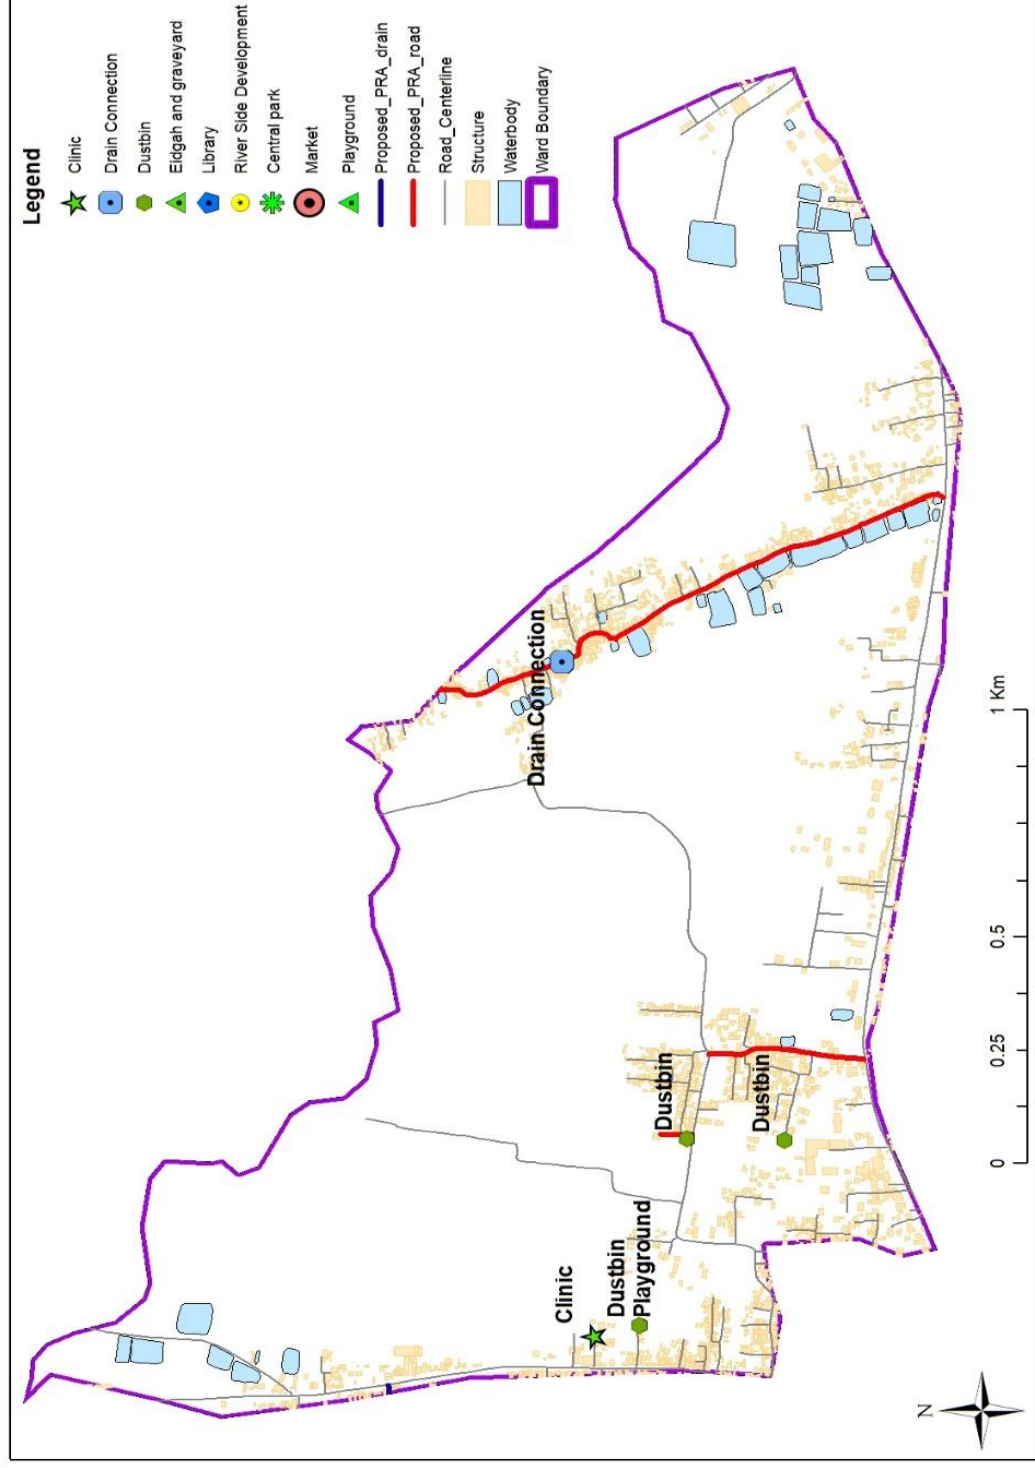 Legend
Clinic
Drain Connection
Dustbin
Eidgah and graveyard
Library
River Side Development
Central park
Market
Playground
Proposed_PRA_drain
Proposed_PRA_road
Road_Centerline
Structure
Waterbody
Ward Boundary
Drain Connection
Dustbin
Dustbin
Clinic
Dustbin
Playground
N
0 0.25 0.5 1 Km